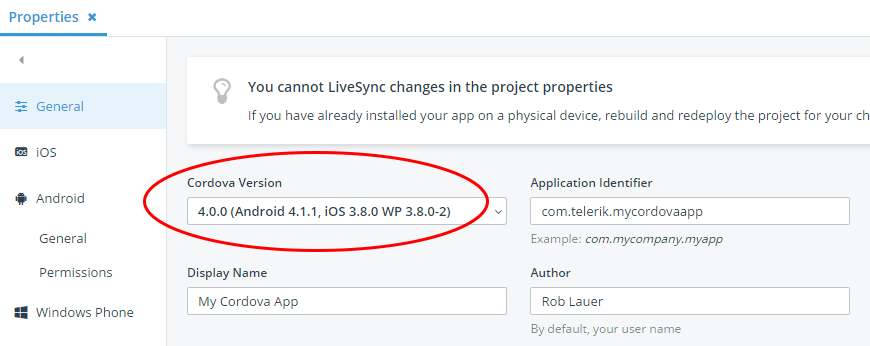 Properties ×
You cannot LiveSync changes in the project properties
If you have already installed your app on a physical device, rebuild and redeploy the project for your ch
General
iOS
iOS
Android
General
Permissions
Windows Phone
Cordova Version
4.0.0 (Android 4.1.1, iOS 3.8.0 WP 3.8.0-2)
Application Identifier
com.telerik.mycordovaapp
Example: com.mycompany.myapp
Display Name
My Cordova App
Author
Rob Lauer
By default, your user name